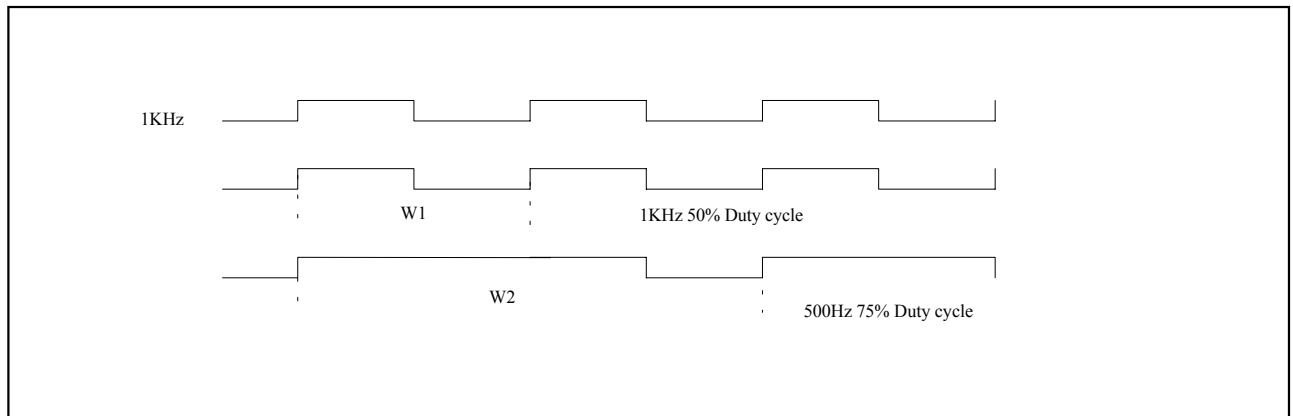 1KHz
W1
1KHz 50% Duty cycle
W2
500Hz 75% Duty cycle